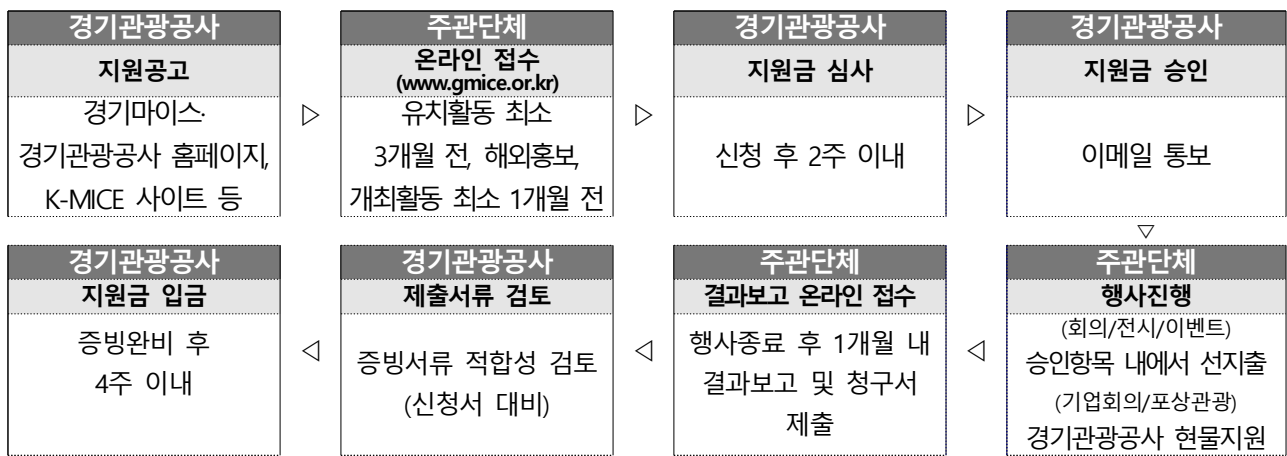 경기관광공사
지원공고
경기마이스·
경기관광공사 홈페이지,
K-MICE 사이트 등
▷
주관단체
온라인 접수
(www.gmice.or.kr)
유치활동 최소
3개월 전, 해외홍보,
개최활동 최소 1개월 전
▷
경기관광공사
지원금 심사
신청 후 2주 이내
▷
경기관광공사
지원금 승인
이메일 통보
▽
주관단체
행사진행
(회의/전시/이벤트)
승인항목 내에서 선지출
(기업회의/포상관광)
경기관광공사 현물지원
◁
주관단체
결과보고 온라인 접수
행사종료 후 1개월 내
결과보고 및 청구서
제출
◁
경기관광공사
제출서류 검토
증빙서류 적합성 검토
(신청서 대비)
◁
경기관광공사
지원금 입금
증빙완비 후
4주 이내